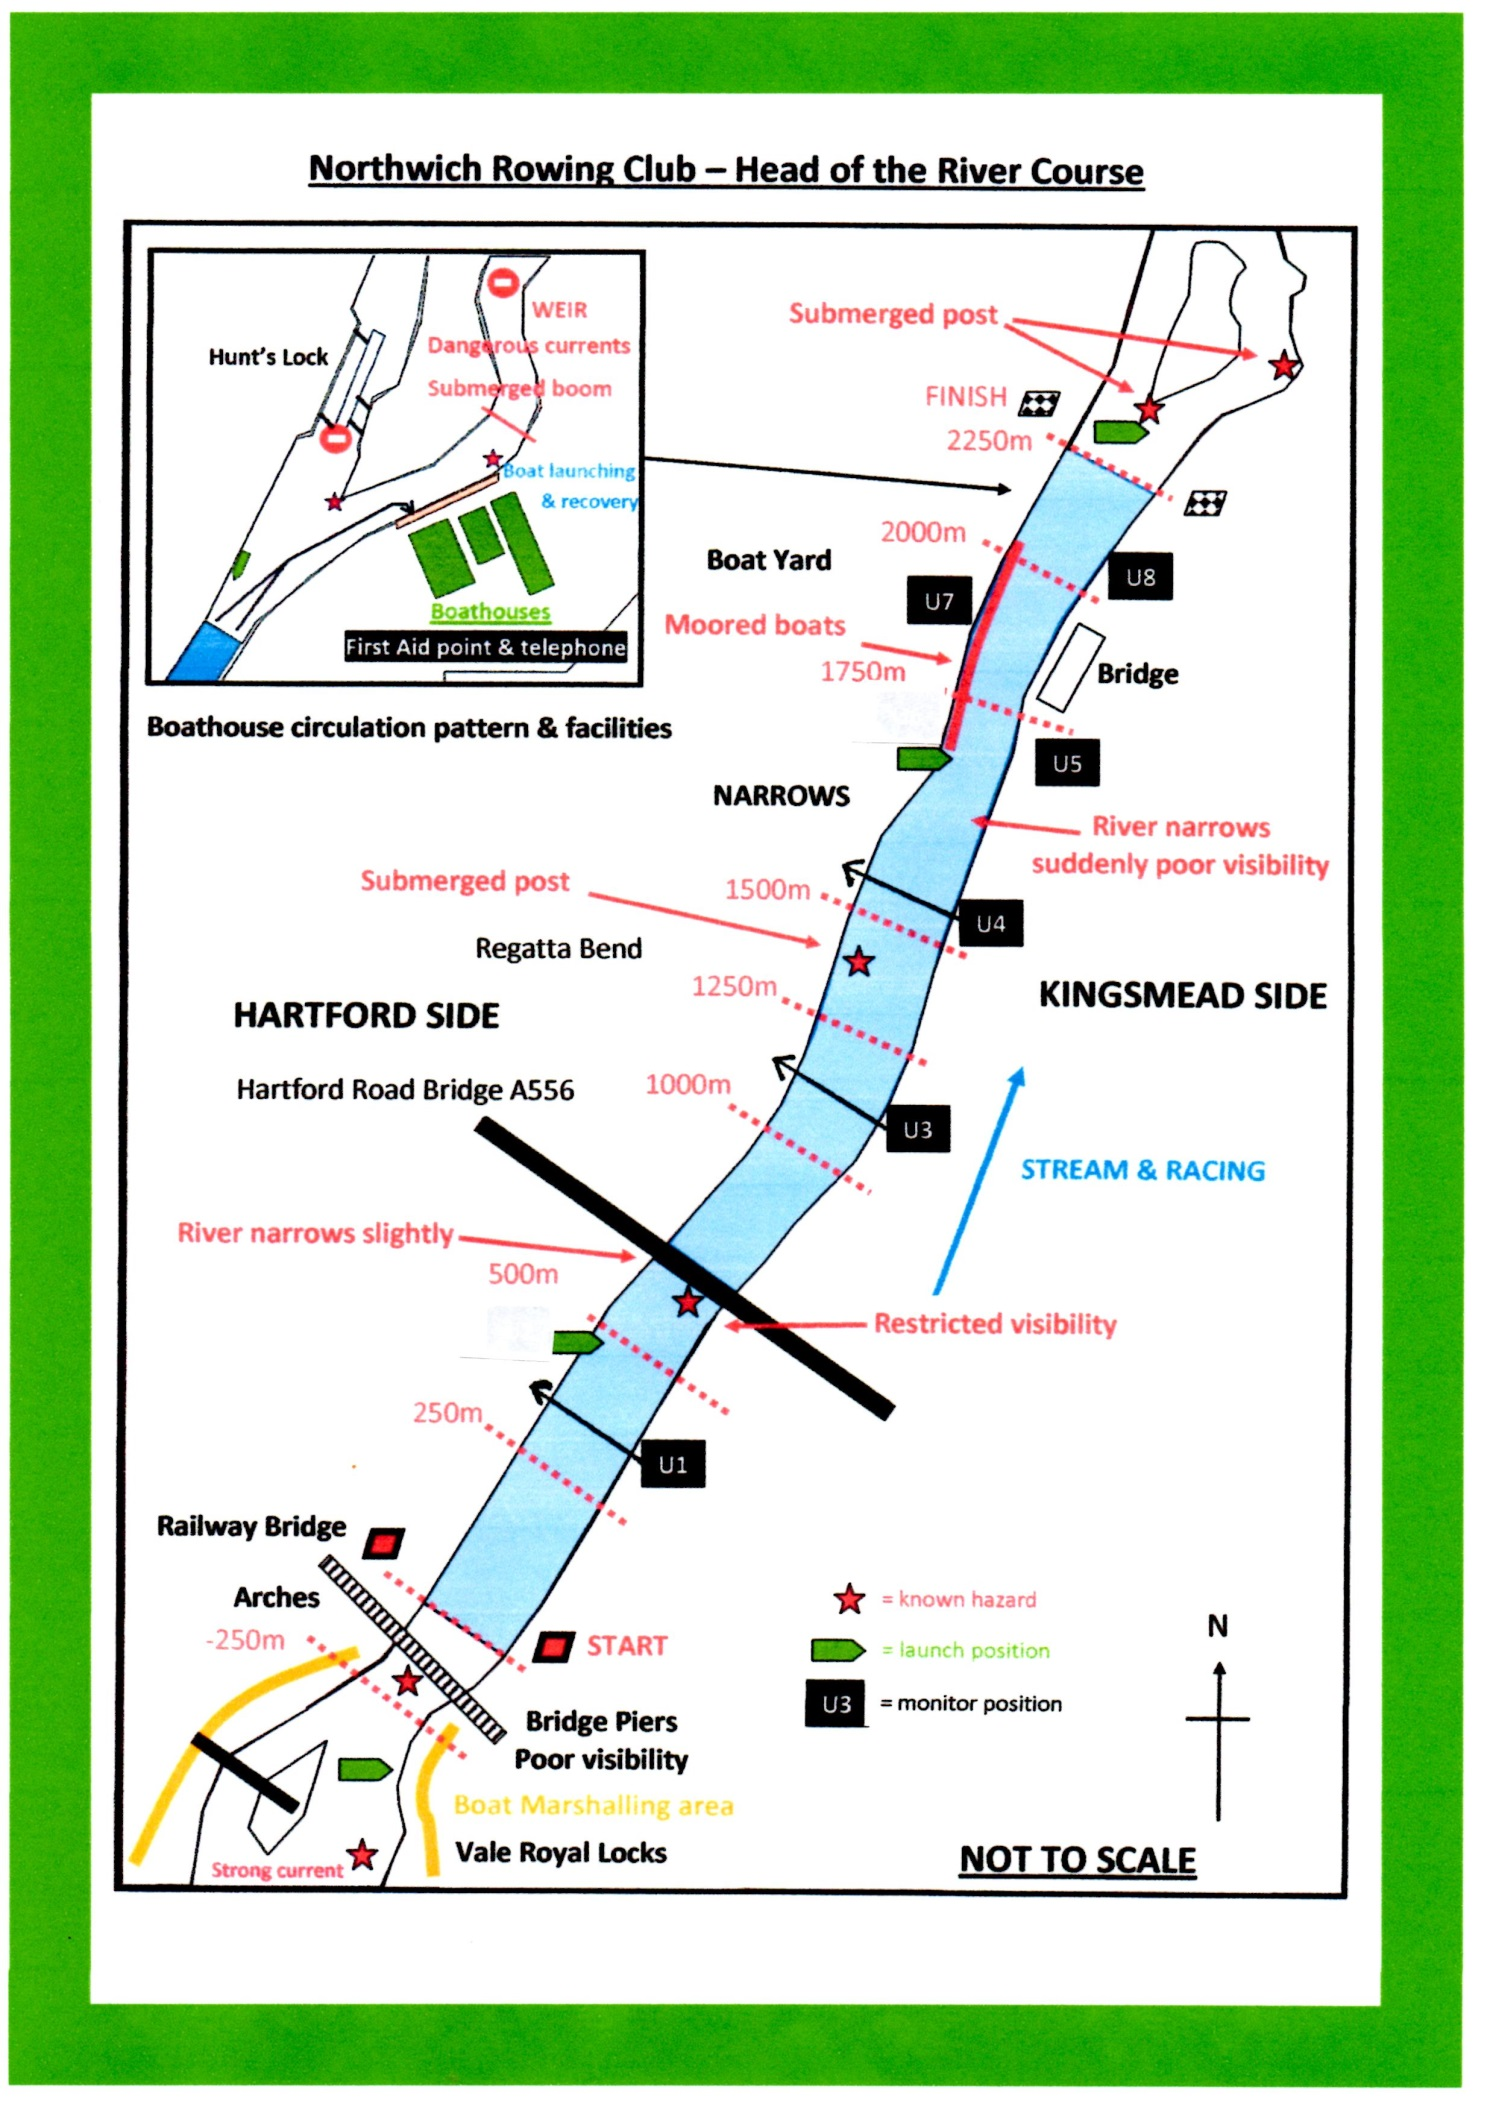 Northwich Rowing Club – Head of the River Course
Hunt's Lock
WEIR
Dangerous currents
Submerged boom
Boat launching
& recovery
Boathouses
First Aid point & telephone
Boathouse circulation pattern & facilities
Submerged post
FINISH
2250m
2000m
Boat Yard
U8
U7
Moored boats
1750m
Bridge
U5
NARROWS
River narrows
suddenly poor visibility
Submerged post
1500m
U4
Regatta Bend
1250m
KINGSMEAD SIDE
HARTFORD SIDE
Hartford Road Bridge A556
1000m
U3
STREAM & RACING
River narrows slightly
500m
Restricted visibility
250m
U1
Railway Bridge
Arches
-250m
START
= known hazard
= launch position
U3 = monitor position
N
Bridge Piers
Poor visibility
Boat Marshalling area
Vale Royal Locks
Strong current
NOT TO SCALE